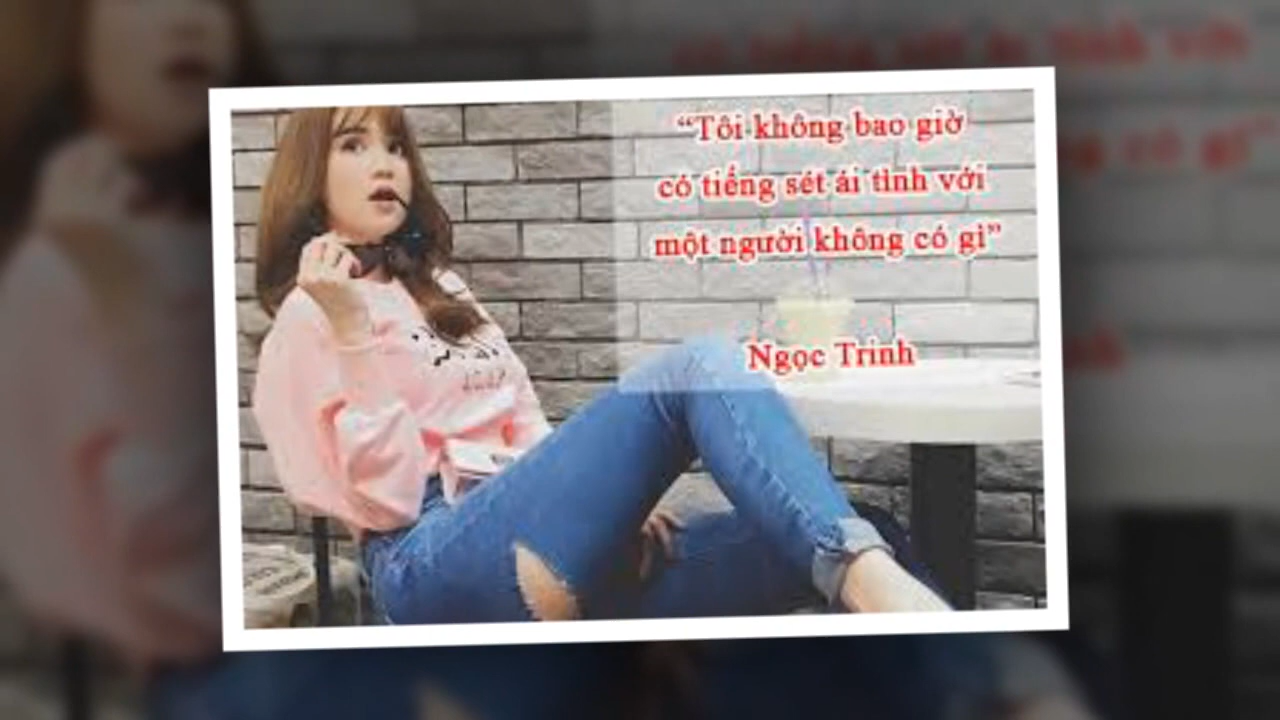 “Tôi không bao giờ
có tiếng sét ái tình với
một người không có gì”
Ngọc Trinh